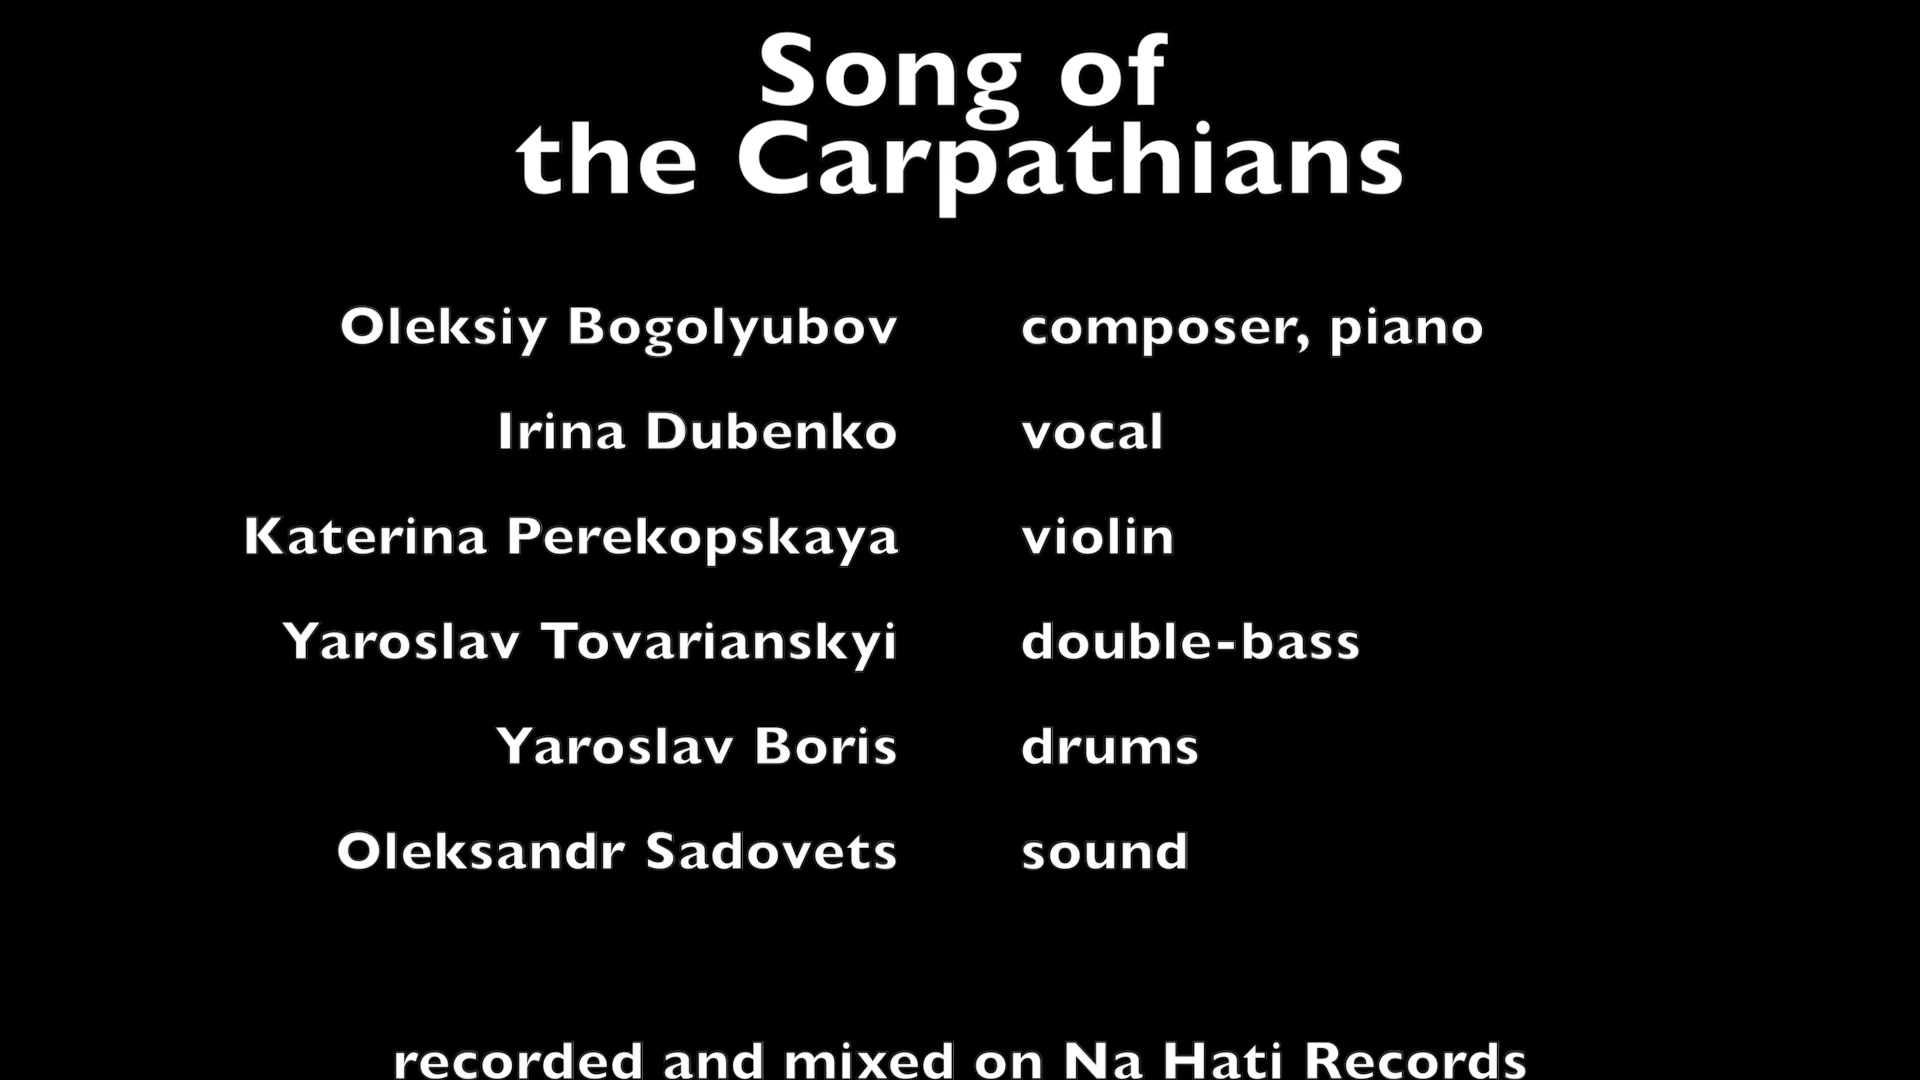 Song of
the Carpathians
Oleksiy Bogolyubov composer, piano
Irina Dubenko vocal
Katerina Perekopskaya violin
Yaroslav Tovarianskyi double-bass
Yaroslav Boris drums
Oleksandr Sadovets sound
recorded and mixed on Na Hati Records